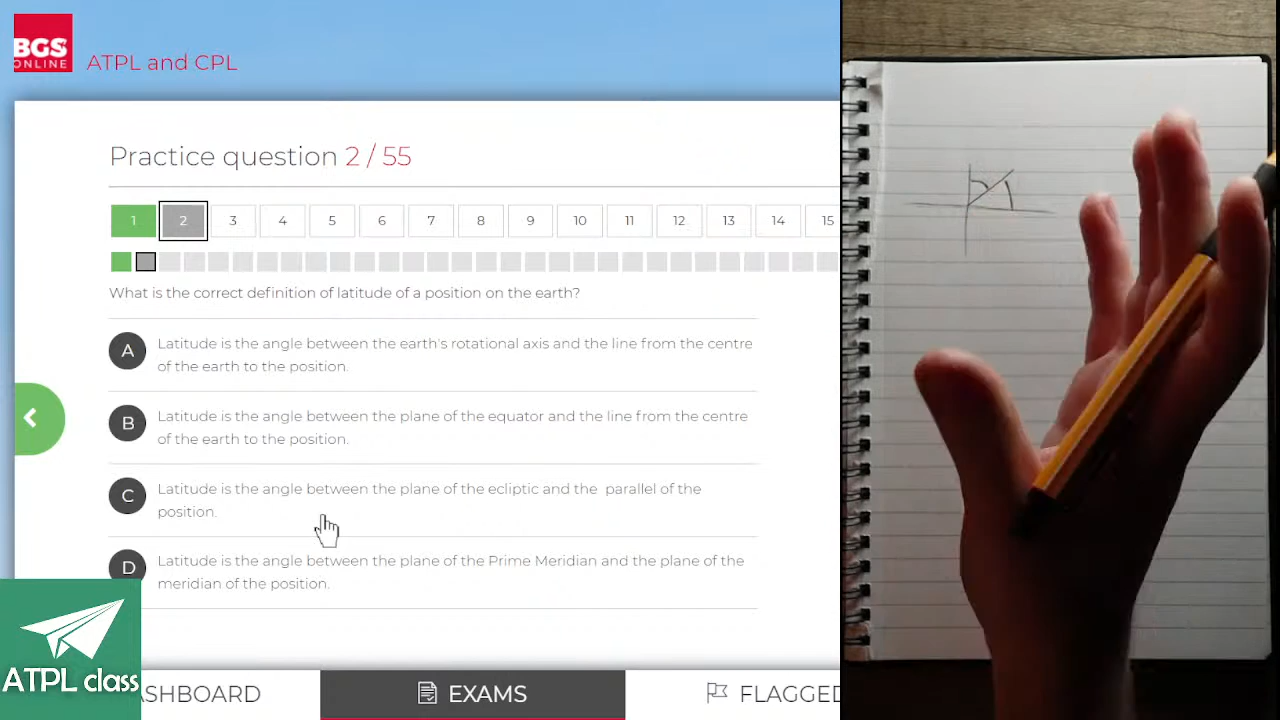 BGS
ONLINE
ATPL and CPL
Practice question 2 / 55
1 2 3 4 5 6 7 8 9 10 11 12 13 14 15
What is the correct definition of latitude of a position on the earth?
A Latitude is the angle between the earth's rotational axis and the line from the centre
of the earth to the position.
B Latitude is the angle between the plane of the equator and the line from the centre
of the earth to the position.
C Latitude is the angle between the plane of the ecliptic and the parallel of the
position.
D Latitude is the angle between the plane of the Prime Meridian and the plane of the
meridian of the position.
ATPL class
ASHBOARD
EXAMS
FLAGGED